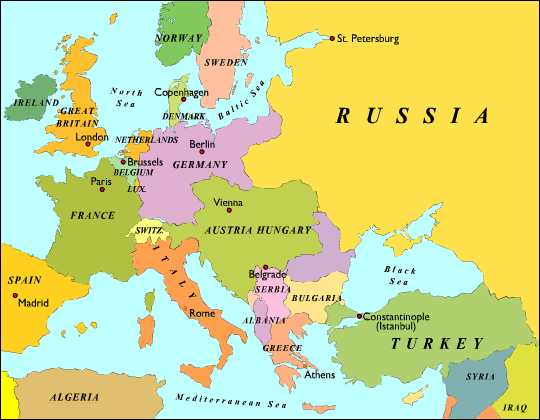 NORWAY
SWEDEN
St. Petersburg
North
Sea
Copenhagen
Baltic Sea
IRELAND
GREAT
BRITAIN
DENMARK
RUSSIA
London
NETHERLANDS
Berlin
Brussels
BELGIUM
GERMANY
Paris
LUX.
FRANCE
Vienna
SWITZ.
AUSTRIA HUNGARY
ITALY
Black
Sea
Belgrade
SPAIN
SERBIA
BULGARIA
Madrid
Rome
ALBANIA
Constantinople
(Istanbul)
TURKEY
GREECE
Athens
SYRIA
ALGERIA
Mediterranean Sea
IRAQ